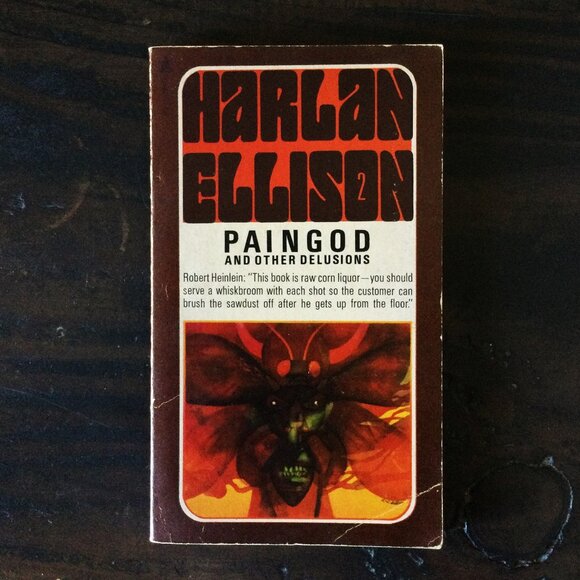 HARLAN
ELLISON
2
PAINGOD
AND OTHER DELUSIONS
Robert Heinlein: "This book is raw corn liquor—you should
serve a whiskbroom with each shot so the customer can
brush the sawdust off after he gets up from the floor."